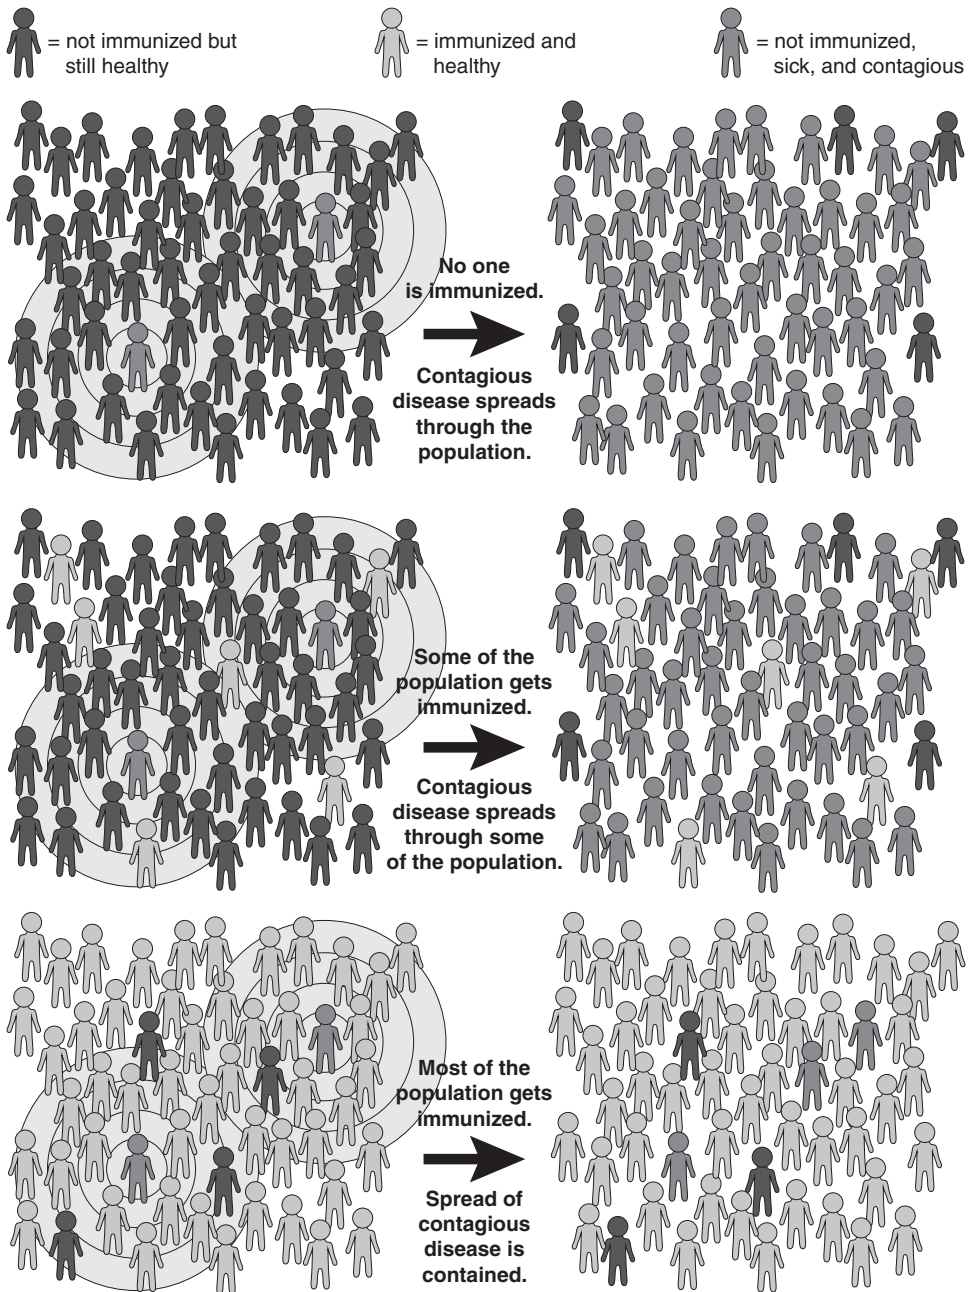 = not immunized but
still healthy
= immunized and
healthy
= not immunized,
sick, and contagious
No one
is immunized.
Contagious
disease spreads
through the
population.
Some of the
population gets
immunized.
Contagious
disease spreads
through some
of the population.
Most of the
population gets
immunized.
Spread of
contagious
disease is
contained.